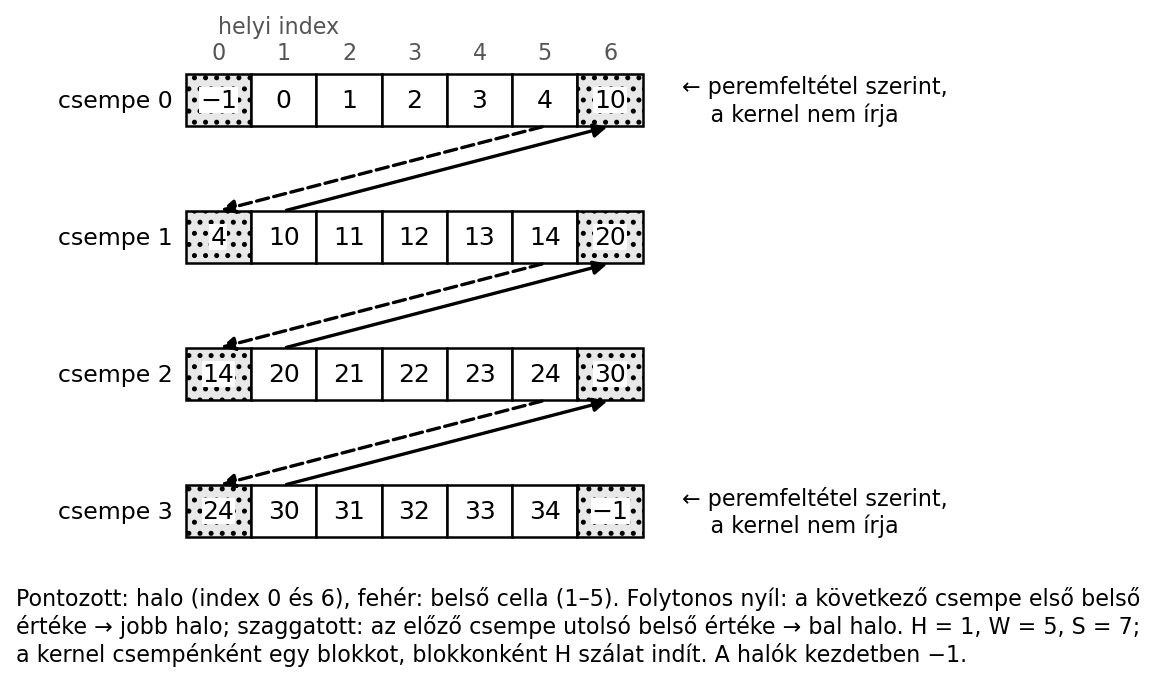 helyi index
0 1 2 3 4 5 6
csempe 0 −1 0 1 2 3 4 10 ← peremfeltétel szerint,
a kernel nem írja
csempe 1 4 10 11 12 13 14 20
csempe 2 14 20 21 22 23 24 30
csempe 3 24 30 31 32 33 34 −1 ← peremfeltétel szerint,
a kernel nem írja
Pontozott: halo (index 0 és 6), fehér: belső cella (1–5). Folytonos nyíl: a következő csempe első belső
értéke → jobb halo; szaggatott: az előző csempe utolsó belső értéke → bal halo. H = 1, W = 5, S = 7;
a kernel csempénként egy blokkot, blokkonként H szálat indít. A halók kezdetben −1.